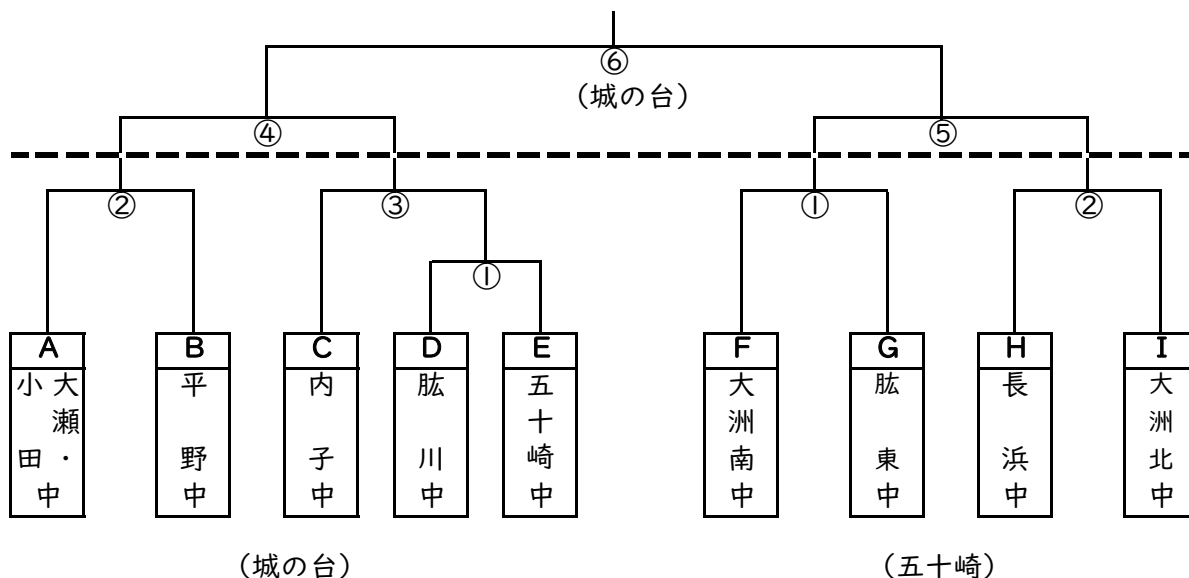 ⑥
(城の台)
④
⑤
②
③
①
②
①
A
B
C
D
E
F
G
H
I
大瀬・
小田中
平野中
内子中
肱川中
五十崎中
大洲南中
肱東中
長浜中
大洲北中
(城の台)
(五十崎)